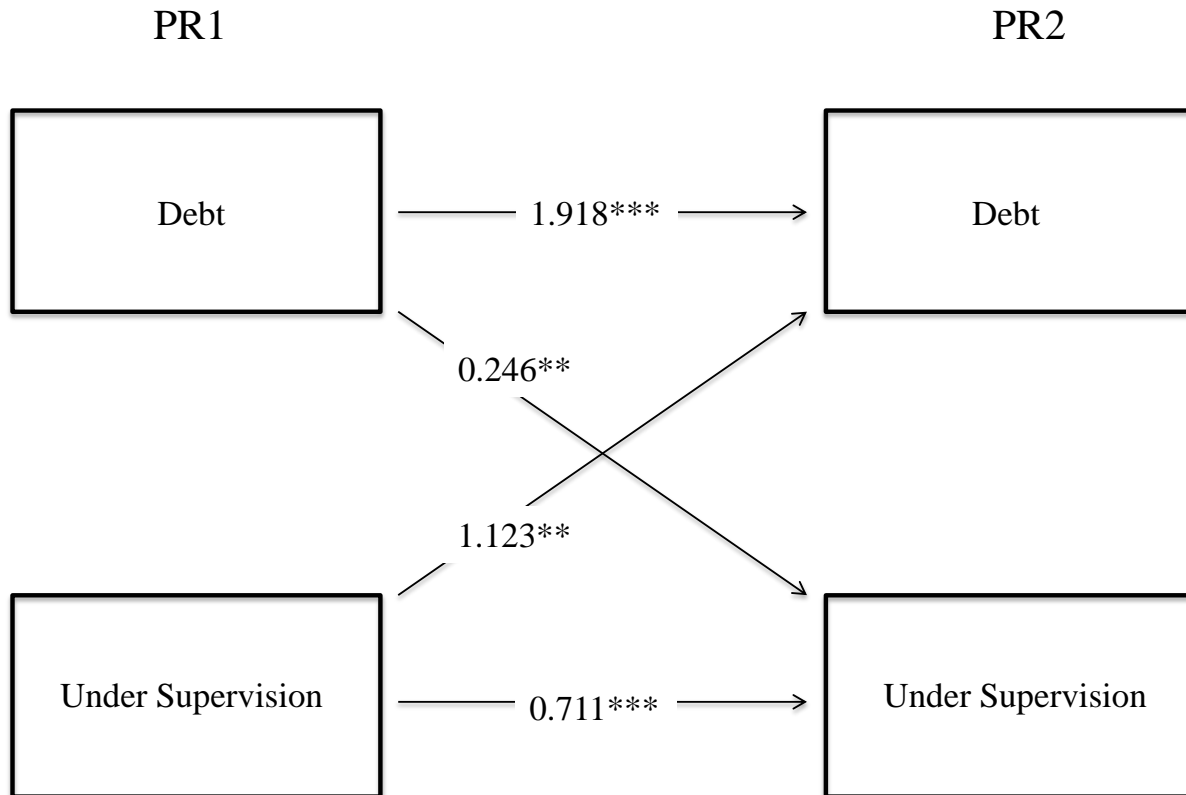 PR1
PR2
Debt
1.918***
Debt
0.246**
1.123**
Under Supervision
0.711***
Under Supervision